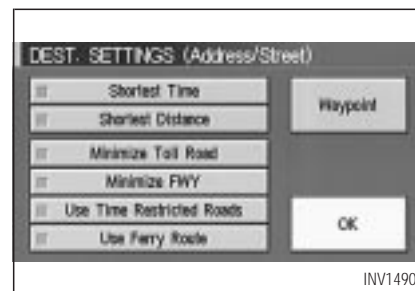 DEST. SETTINGS (Address/Street)
Shortest Time
Shortest Distance
Waypoint
Minimize Toll Road
Minimize FWY
Use Time Restricted Roads
Use Ferry Route
OK
INV1490